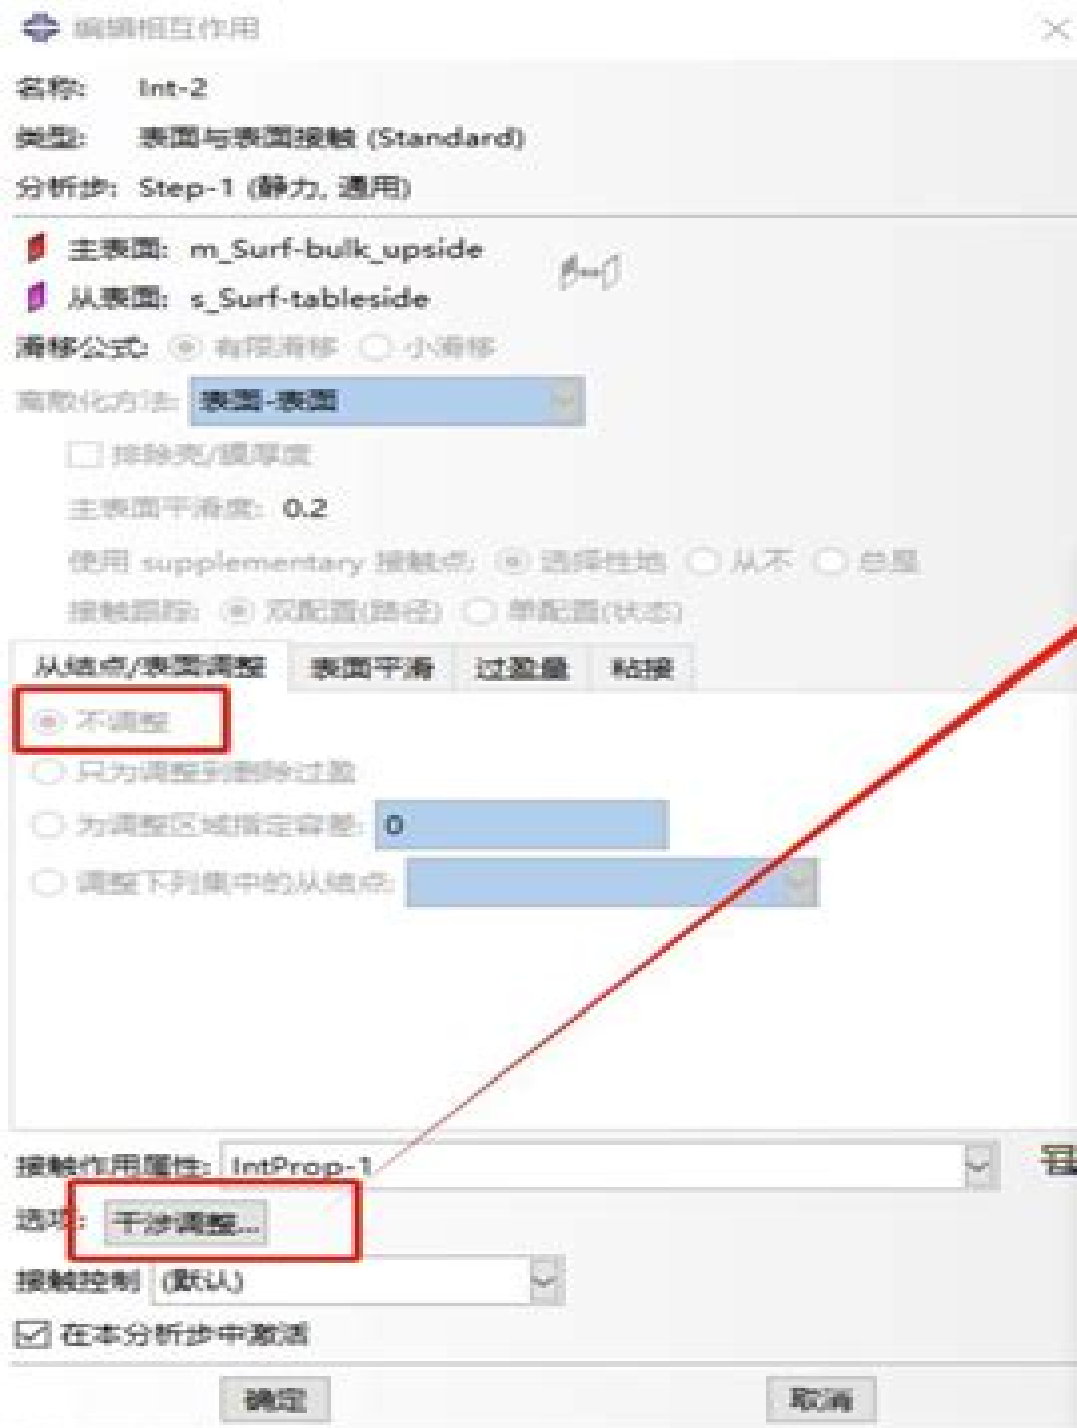 编辑相互作用
名称: Int-2
类型: 表面与表面接触 (Standard)
分析步: Step-1 (静力, 通用)
主表面: m_Surf-bulk_upside
从表面: s_Surf-tableside
滑移公式: 有限滑移 小滑移
离散化方法: 表面-表面
排除壳/膜厚度
主表面平滑度: 0.2
使用 supplementary 接触点: 选择性地 从不 总是
接触跟踪: 双配置(路径) 单配置(状态)
从结点/表面调整 表面平滑 过盈量 粘接
不调整
只为调整到删除过盈
为调整区域指定容差: 0
调整下列集中的从结点:
接触作用属性: IntProp-1
选项: 干涉调整...
接触控制 (默认)
在本分析步中激活
确定 取消